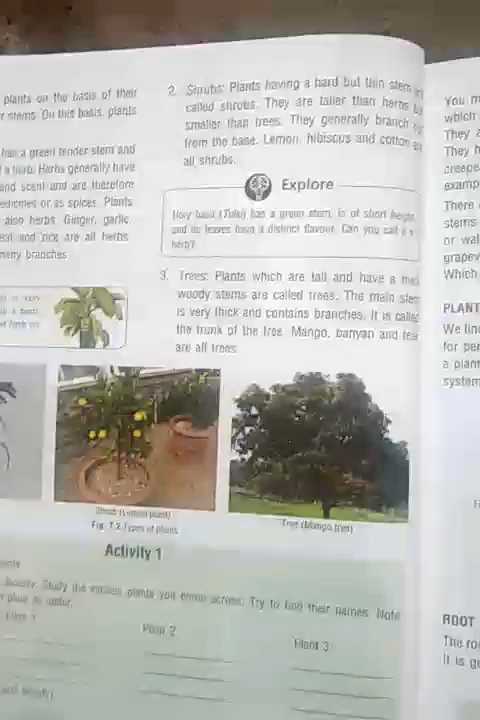 plants on the basis of their
stems. On this basis, plants
has a green tender stem and
a herb. Herbs generally have
and scent and are therefore
medicines or as spices. Plants
also herbs. Ginger, garlic
and rice are all herbs
many branches
2. Shrubs: Plants having a hard but thin stem
called shrubs. They are taller than herbs
smaller than trees. They generally branch
from the base. Lemon, hibiscus and cotton
all shrubs.
Explore
Holy basil (Tulsi) has a green stem, is of short height
and its leaves have a distinct flavour. Can you call it a
herb?
3. Trees: Plants which are tall and have a
woody stems are called trees. The main stem
is very thick and contains branches. It is called
the trunk of the tree. Mango, banyan and
are all trees
Shrub (Lemon plant)
Tree (Mango tree)
Fig. 7.2 Types of plants
Activity 1
Study the various plants you come across. Try to find their names. Note
Plant 1
Plant 2
Plant 3
You m
which
They a
They h
creepe
examp
There
stems
or wal
grapev
Which
PLANT
We find
for per
a plant
system
ROOT
The roo
It is ge